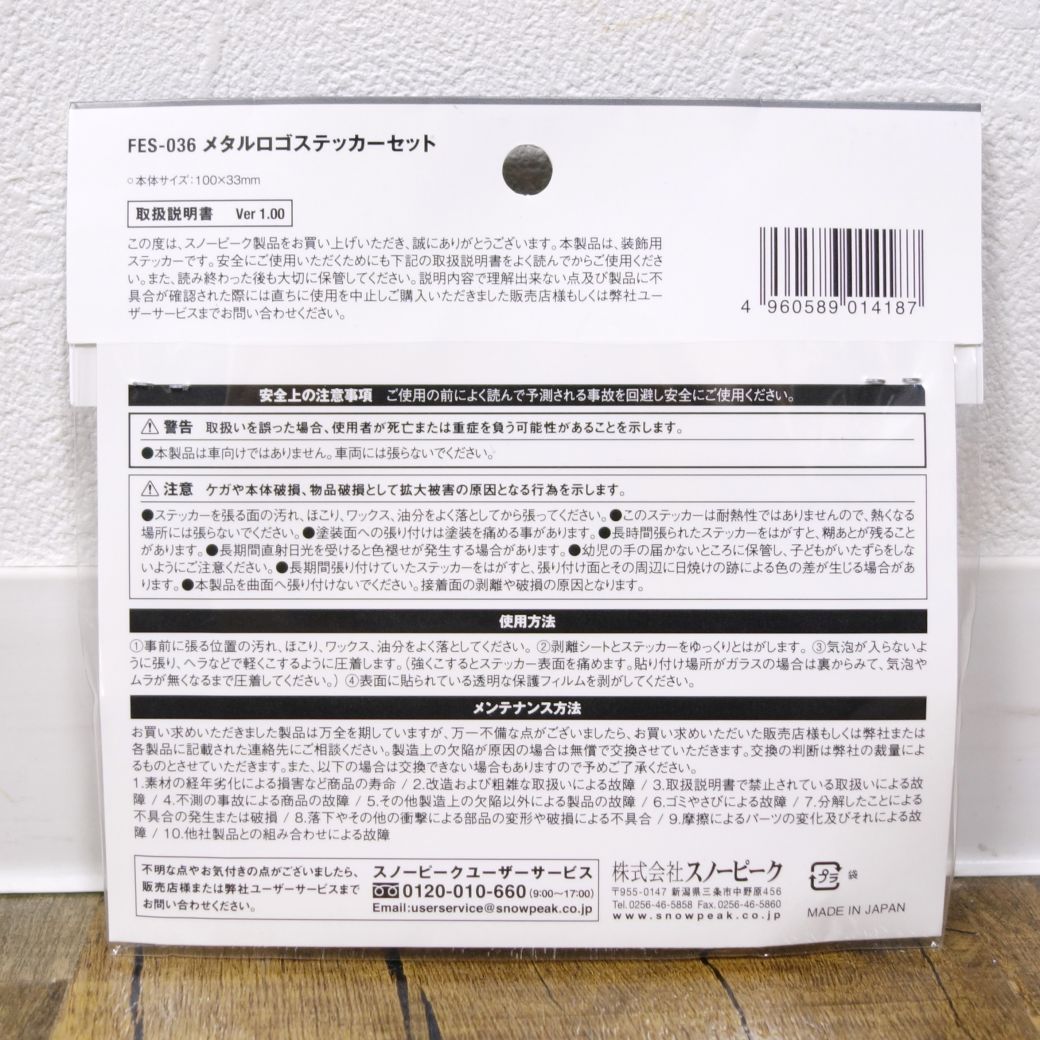 FES-036 メタルロゴステッカーセット
○本体サイズ：100×33mm
取扱説明書 Ver 1.00
この度は、スノーピーク製品をお買い上げいただき、誠にありがとうございます。本製品は、装飾用
ステッカーです。安全にご使用いただくためにも下記の取扱説明書をよく読んでからご使用くださ
い。また、読み終わった後も大切に保管してください。説明内容で理解出来ない点及び製品に不
具合が確認された際には直ちに使用を中止しご購入いただきました販売店様もしくは弊社ユー
ザーサービスまでお問い合わせください。
4 960589 014187
安全上の注意事項 ご使用の前によく読んで予測される事故を回避し安全にご使用ください。
⚠警告 取扱いを誤った場合、使用者が死亡または重症を負う可能性があることを示します。
●本製品は車向けではありません。車両には張らないでください。
⚠注意 ケガや本体破損、物品破損として拡大被害の原因となる行為を示します。
●ステッカーを張る面の汚れ、ほこり、ワックス、油分をよく落としてから張ってください。●このステッカーは耐熱性ではありませんので、熱くなる
場所には張らないでください。●塗装面への張り付けは塗装を痛める事があります。●長時間張られたステッカーをはがすと、糊あとが残ること
があります。●長期間直射日光を受けると色褪せが発生する場合があります。●幼児の手の届かないところに保管し、子どもがいたずらをしな
いようにご注意ください。●長期間張り付けていたステッカーをはがすと、張り付け面とその周辺に日焼けの跡による色の差が生じる場合があ
ります。●本製品を曲面へ張り付けないでください。接着面の剥離や破損の原因となります。
使用方法
①事前に張る位置の汚れ、ほこり、ワックス、油分をよく落としてください。②剥離シートとステッカーをゆっくりとはがします。③気泡が入らないよ
うに張り、ヘラなどで軽くこするように圧着します。（強くこするとステッカー表面を痛めます。貼り付け場所がガラスの場合は裏からみて、気泡や
ムラが無くなるまで圧着してください。）④表面に貼られている透明な保護フィルムを剥がしてください。
メンテナンス方法
お買い求めいただきました製品は万全を期していますが、万一不備な点がございましたら、お買い求めいただいた販売店様もしくは弊社または
各製品に記載された連絡先にご相談ください。製造上の欠陥が原因の場合は無償で交換させていただきます。交換の判断は弊社の裁量によ
るものとさせていただきます。また、以下の場合は交換できない場合もありますので予めご了承ください。
1.素材の経年劣化による損害など商品の寿命 / 2.改造および粗雑な取扱いによる故障 / 3.取扱説明書で禁止されている取扱いによる故
障 / 4.不測の事故による商品の故障 / 5.その他製造上の欠陥以外による製品の故障 / 6.ゴミやさびによる故障 / 7.分解したことによる
不具合の発生または破損 / 8.落下やその他の衝撃による部品の変形や破損による不具合 / 9.摩擦によるパーツの変化及びそれによる故
障 / 10.他社製品との組み合わせによる故障
不明な点やお気付きの点がございましたら、
販売店様または弊社ユーザーサービスまで
お問い合わせください。
スノーピークユーザーサービス
0120-010-660 (9:00〜17:00)
Email:userservice@snowpeak.co.jp
株式会社スノーピーク
〒955-0147 新潟県三条市中野原456
Tel.0256-46-5858 Fax.0256-46-5860
www.snowpeak.co.jp
プラ 袋
MADE IN JAPAN